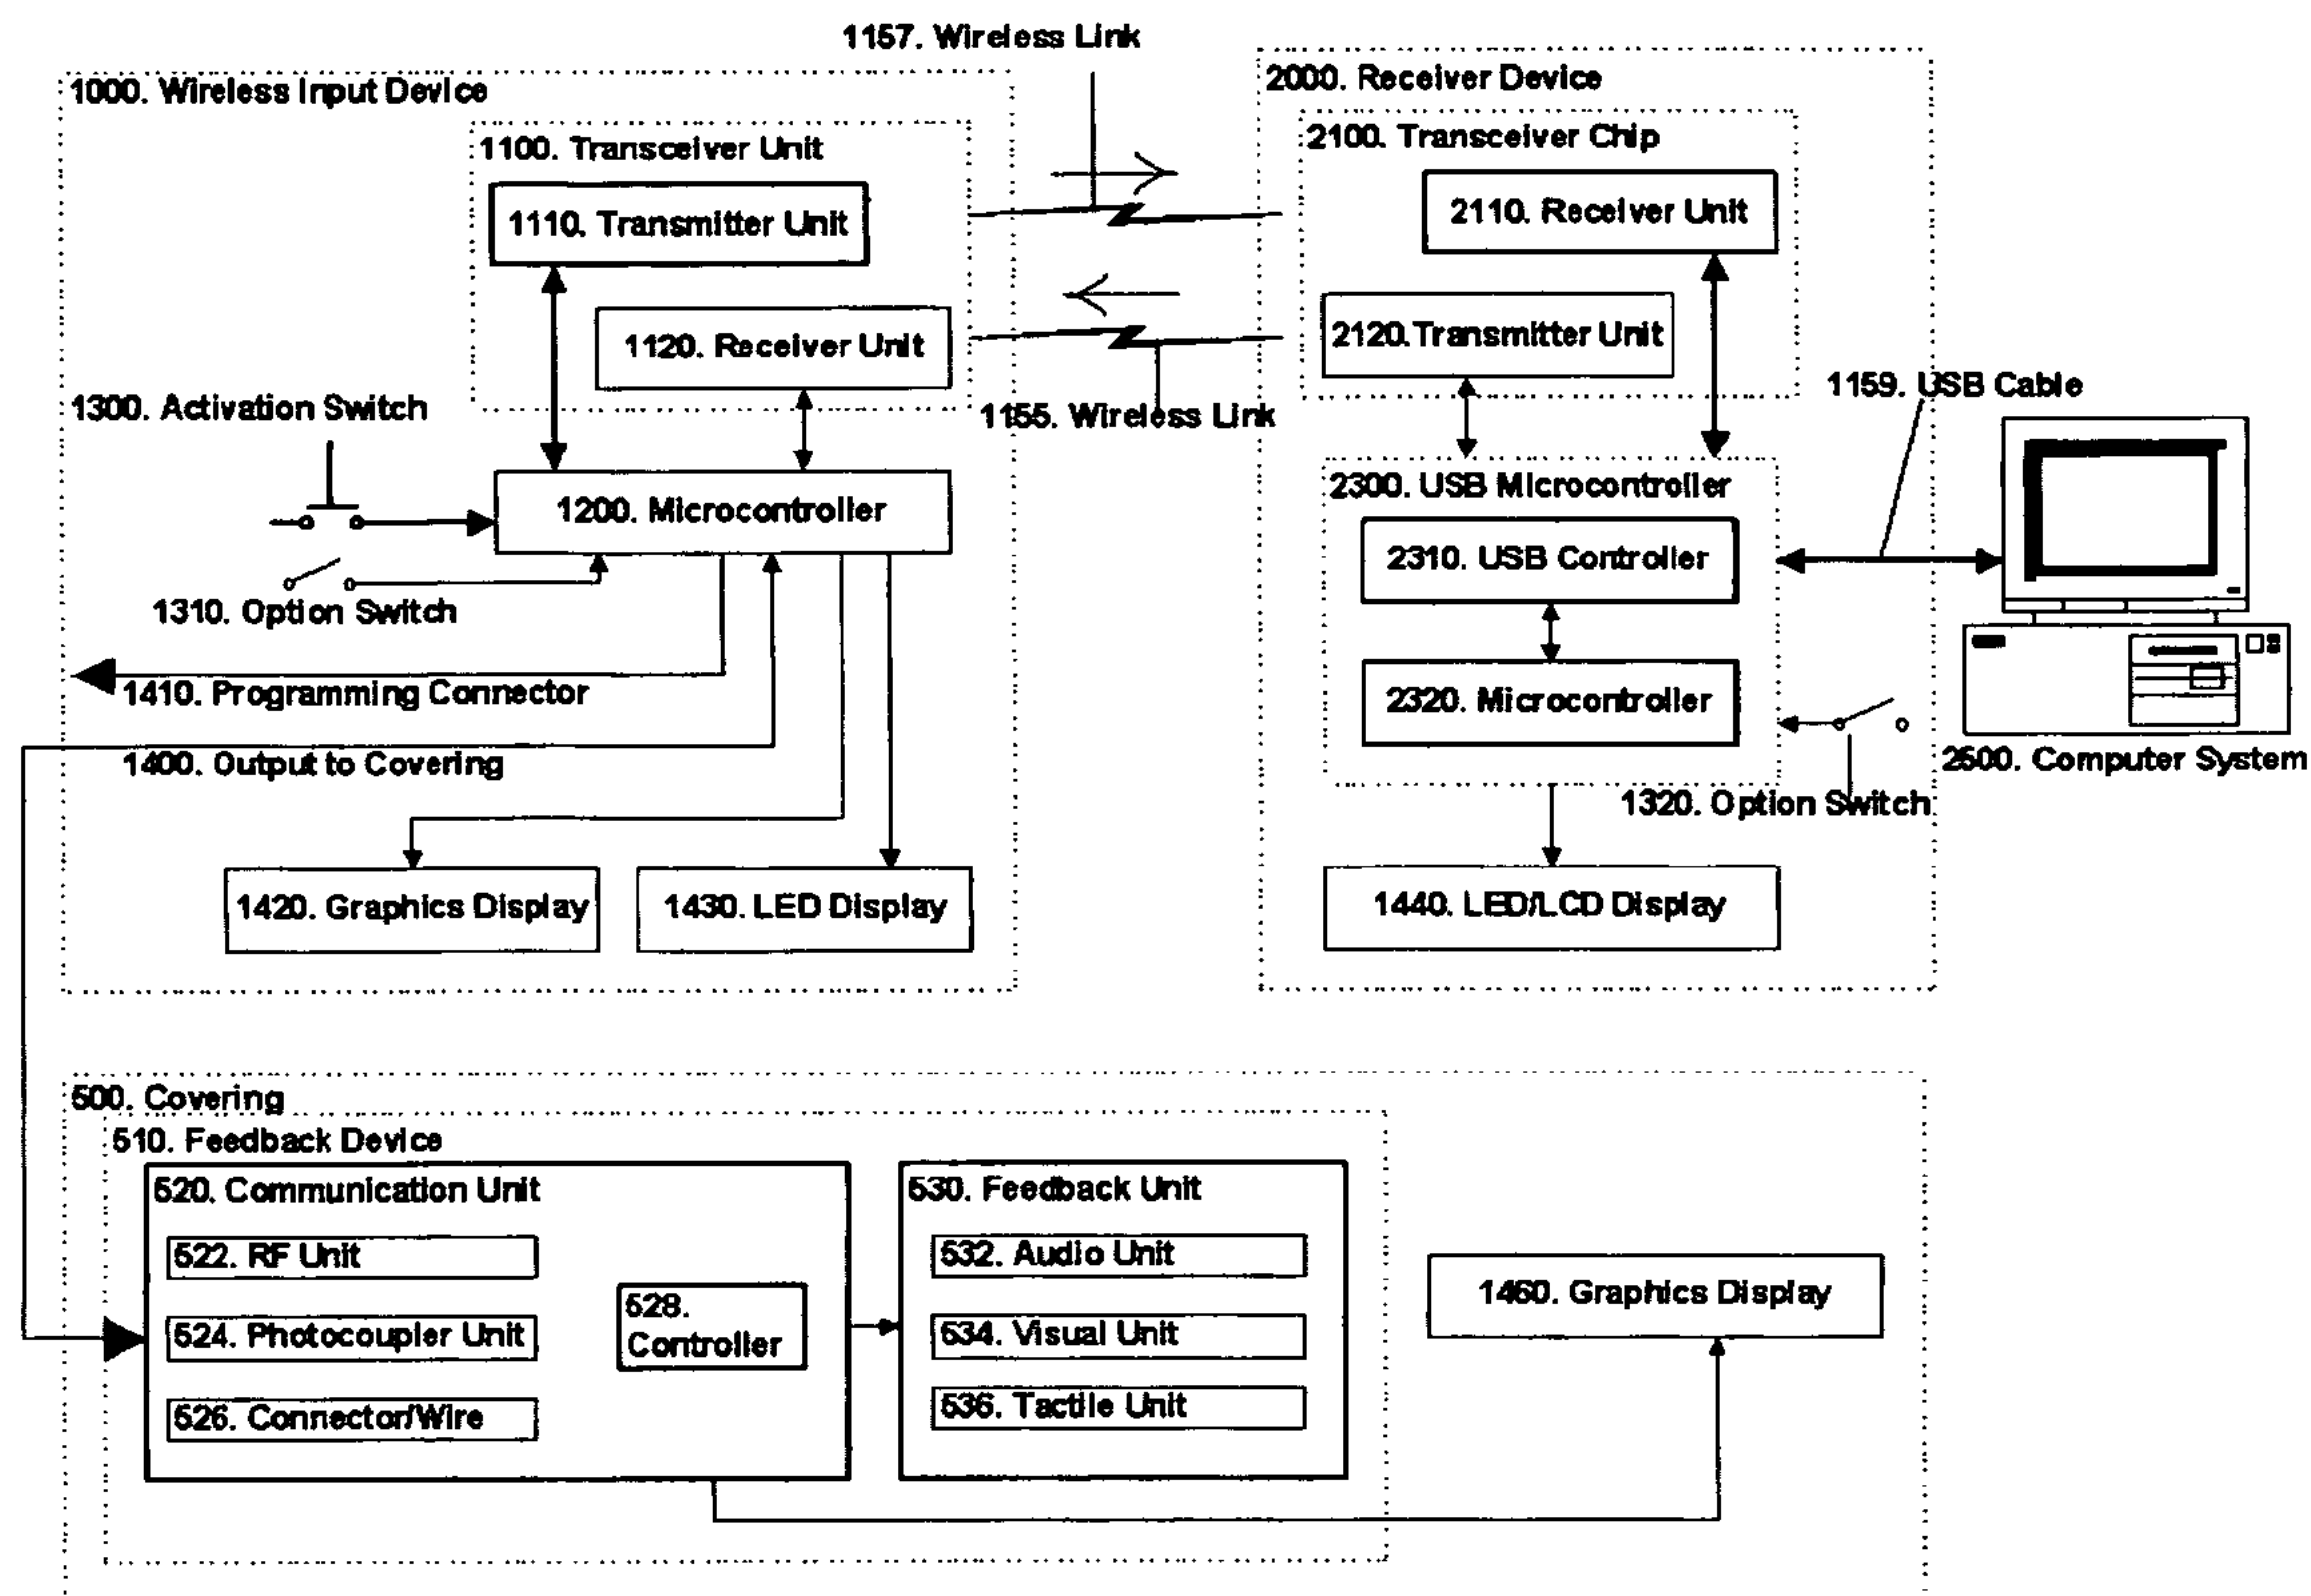 1157. Wireless Link
1000. Wireless Input Device
2000. Receiver Device
1100. Transceiver Unit
2100. Transceiver Chip
1110. Transmitter Unit
2110. Receiver Unit
1120. Receiver Unit
2120. Transmitter Unit
1300. Activation Switch
1155. Wireless Link
1159. USB Cable
1200. Microcontroller
2300. USB Microcontroller
2310. USB Controller
1310. Option Switch
1410. Programming Connector
2320. Microcontroller
1400. Output to Covering
2500. Computer System
1320. Option Switch
1420. Graphics Display
1430. LED Display
1440. LED/LCD Display
500. Covering
510. Feedback Device
520. Communication Unit
530. Feedback Unit
522. RF Unit
532. Audio Unit
528.
Controller
1460. Graphics Display
524. Photocoupler Unit
534. Visual Unit
526. Connector/Wire
536. Tactile Unit